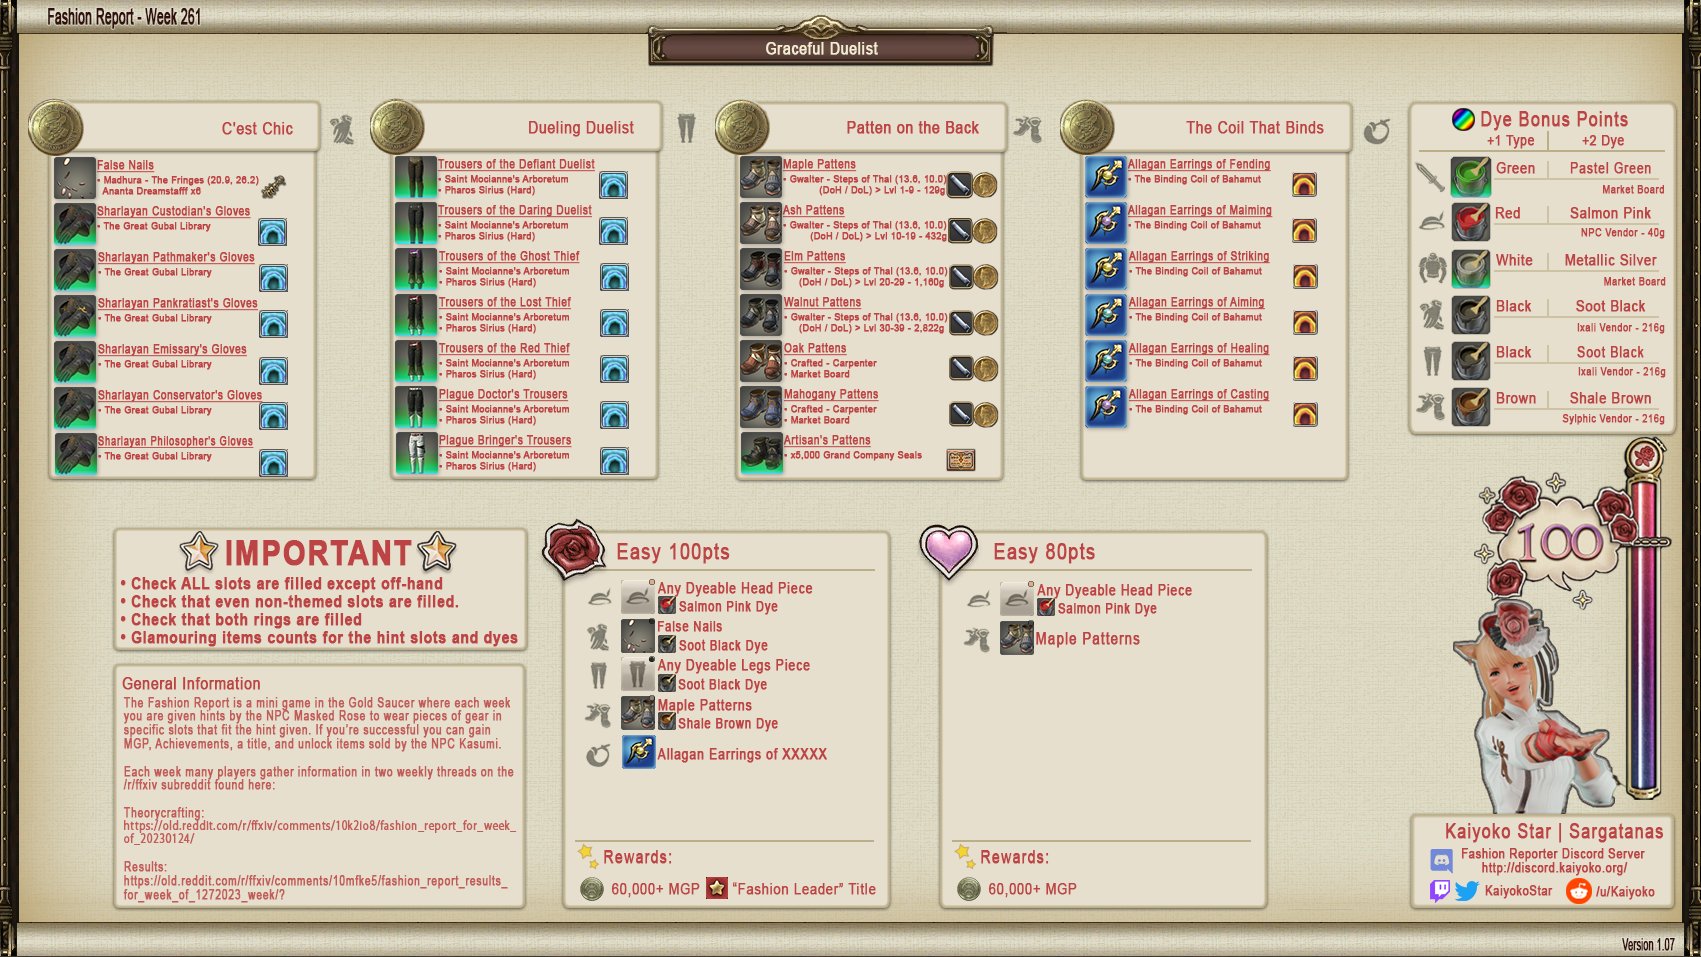 Fashion Report - Week 261
Graceful Duelist
C'est Chic
False Nails
• Madhura - The Fringes (20.9, 26.2)
Ananta Dreamstafff x6
Sharlayan Custodian's Gloves
• The Great Gubal Library
Sharlayan Pathmaker's Gloves
• The Great Gubal Library
Sharlayan Pankratiast's Gloves
• The Great Gubal Library
Sharlayan Emissary's Gloves
• The Great Gubal Library
Sharlayan Conservator's Gloves
• The Great Gubal Library
Sharlayan Philosopher's Gloves
• The Great Gubal Library
Dueling Duelist
Trousers of the Defiant Duelist
• Saint Mocianne's Arboretum
• Pharos Sirius (Hard)
Trousers of the Daring Duelist
• Saint Mocianne's Arboretum
• Pharos Sirius (Hard)
Trousers of the Ghost Thief
• Saint Mocianne's Arboretum
• Pharos Sirius (Hard)
Trousers of the Lost Thief
• Saint Mocianne's Arboretum
• Pharos Sirius (Hard)
Trousers of the Red Thief
• Saint Mocianne's Arboretum
• Pharos Sirius (Hard)
Plague Doctor's Trousers
• Saint Mocianne's Arboretum
• Pharos Sirius (Hard)
Plague Bringer's Trousers
• Saint Mocianne's Arboretum
• Pharos Sirius (Hard)
Patten on the Back
Maple Pattens
• Gwalter - Steps of Thal (13.6, 10.0)
(DoH / DoL) > Lvl 1-9 - 129g
Ash Pattens
• Gwalter - Steps of Thal (13.6, 10.0)
(DoH / DoL) > Lvl 10-19 - 432g
Elm Pattens
• Gwalter - Steps of Thal (13.6, 10.0)
(DoH / DoL) > Lvl 20-29 - 1,160g
Walnut Pattens
• Gwalter - Steps of Thal (13.6, 10.0)
(DoH / DoL) > Lvl 30-39 - 2,822g
Oak Pattens
• Crafted - Carpenter
• Market Board
Mahogany Pattens
• Crafted - Carpenter
• Market Board
Artisan's Pattens
• x5,000 Grand Company Seals
The Coil That Binds
Allagan Earrings of Fending
• The Binding Coil of Bahamut
Allagan Earrings of Maiming
• The Binding Coil of Bahamut
Allagan Earrings of Striking
• The Binding Coil of Bahamut
Allagan Earrings of Aiming
• The Binding Coil of Bahamut
Allagan Earrings of Healing
• The Binding Coil of Bahamut
Allagan Earrings of Casting
• The Binding Coil of Bahamut
Dye Bonus Points
+1 Type +2 Dye
Green Pastel Green
Market Board
Red Salmon Pink
NPC Vendor - 40g
White Metallic Silver
Market Board
Black Soot Black
Ixali Vendor - 216g
Black Soot Black
Ixali Vendor - 216g
Brown Shale Brown
Sylphic Vendor - 216g
IMPORTANT
• Check ALL slots are filled except off-hand
• Check that even non-themed slots are filled.
• Check that both rings are filled
• Glamouring items counts for the hint slots and dyes
General Information
The Fashion Report is a mini game in the Gold Saucer where each week
you are given hints by the NPC Masked Rose to wear pieces of gear in
specific slots that fit the hint given. If you're successful you can gain
MGP, Achievements, a title, and unlock items sold by the NPC Kasumi.
Each week many players gather information in two weekly threads on the
/r/ffxiv subreddit found here:
Theorycrafting:
https://old.reddit.com/r/ffxiv/comments/10k2io8/fashion_report_for_week_
of_20230124/
Results:
https://old.reddit.com/r/ffxiv/comments/10mfke5/fashion_report_results_
for_week_of_1272023_week/?
Easy 100pts
Any Dyeable Head Piece
Salmon Pink Dye
False Nails
Soot Black Dye
Any Dyeable Legs Piece
Soot Black Dye
Maple Patterns
Shale Brown Dye
Allagan Earrings of XXXXX
Rewards:
60,000+ MGP "Fashion Leader" Title
Easy 80pts
Any Dyeable Head Piece
Salmon Pink Dye
Maple Patterns
Rewards:
60,000+ MGP
100
Kaiyoko Star | Sargatanas
Fashion Reporter Discord Server
http://discord.kaiyoko.org/
KaiyokoStar /u/Kaiyoko
Version 1.07